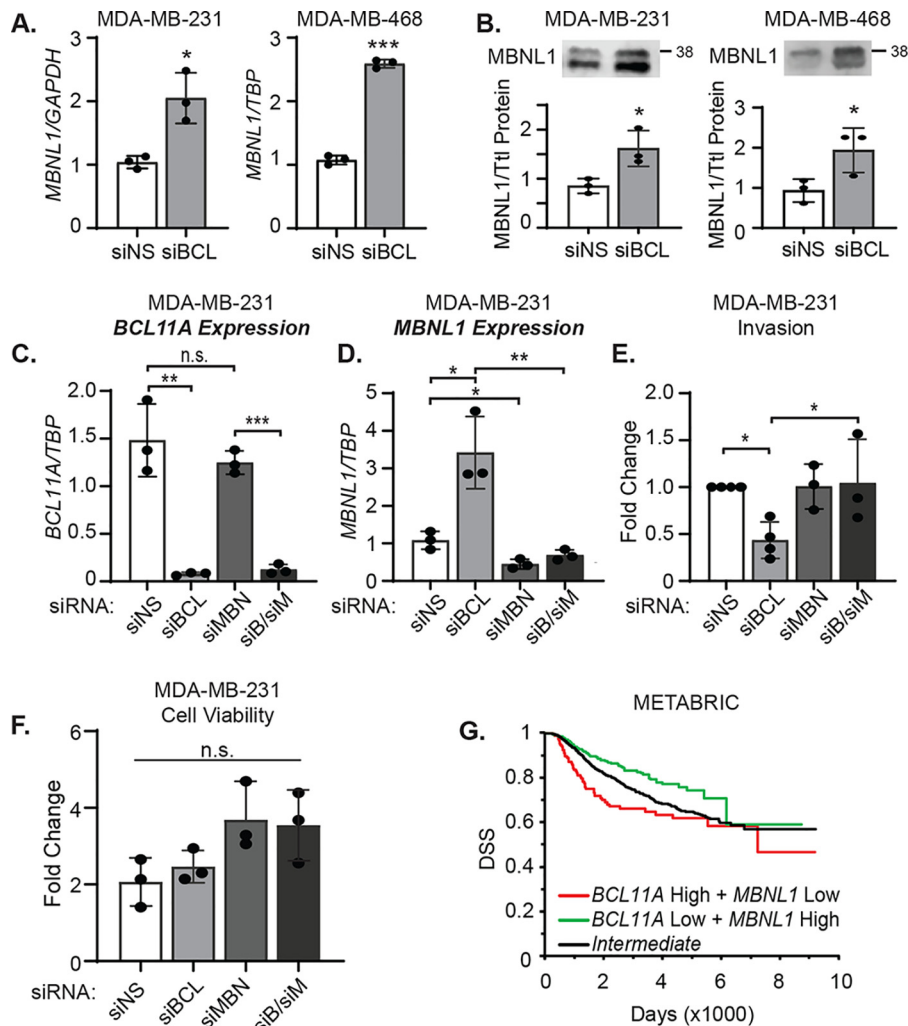 A.
MDA-MB-231
MDA-MB-468
MBNL1/GAPDH
3
2
1
0
*
siNS siBCL
MBNL1/TBP
3
2
1
0
***
siNS siBCL
B.
MDA-MB-231
MDA-MB-468
MBNL1
38
MBNL1
38
MBNL1/Ttl Protein
3
2
1
0
*
siNS siBCL
MBNL1/Ttl Protein
3
2
1
0
*
siNS siBCL
C.
MDA-MB-231
BCL11A Expression
n.s.
**
***
BCL11A/TBP
2.0
1.5
1.0
0.5
0
siRNA:
siNS
siBCL
siMBN
siB/siM
D.
MDA-MB-231
MBNL1 Expression
*
**
*
MBNL1/TBP
5
4
3
2
1
0
siNS
siBCL
siMBN
siB/siM
E.
MDA-MB-231
Invasion
*
*
Fold Change
2.0
1.5
1.0
0.5
0
siRNA:
siNS
siBCL
siMBN
siB/siM
F.
MDA-MB-231
Cell Viability
n.s.
Fold Change
6
4
2
0
siRNA:
siNS
siBCL
siMBN
siB/siM
G.
METABRIC
DSS
1
0.8
0.6
0.4
0.2
0
BCL11A High + MBNL1 Low
BCL11A Low + MBNL1 High
Intermediate
0 2 4 6 8 10
Days (x1000)